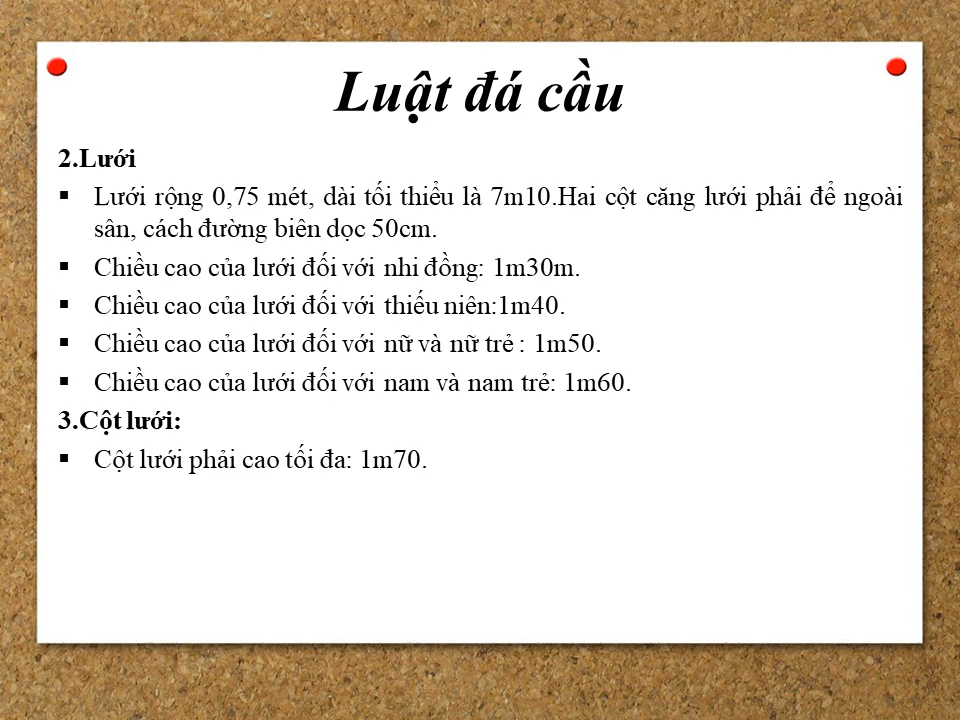 Luật đá cầu
2.Lưới
▪ Lưới rộng 0,75 mét, dài tối thiểu là 7m10.Hai cột căng lưới phải để ngoài
sân, cách đường biên dọc 50cm.
▪ Chiều cao của lưới đối với nhi đồng: 1m30m.
▪ Chiều cao của lưới đối với thiếu niên:1m40.
▪ Chiều cao của lưới đối với nữ và nữ trẻ : 1m50.
▪ Chiều cao của lưới đối với nam và nam trẻ: 1m60.
3.Cột lưới:
▪ Cột lưới phải cao tối đa: 1m70.